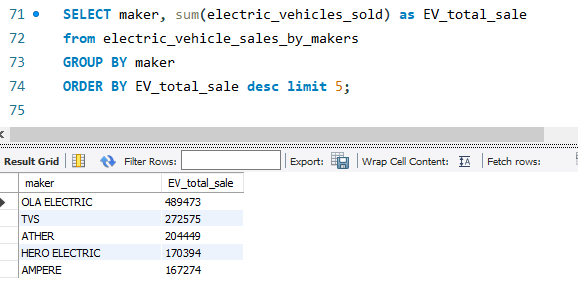 71 SELECT maker, sum(electric_vehicles_sold) as EV_total_sale
72 from electric_vehicle_sales_by_makers
73 GROUP BY maker
74 ORDER BY EV_total_sale desc limit 5;
75
Result Grid Filter Rows: Export: Wrap Cell Content: Fetch rows:
maker EV_total_sale
OLA ELECTRIC 489473
TVS 272575
ATHER 204449
HERO ELECTRIC 170394
AMPERE 167274